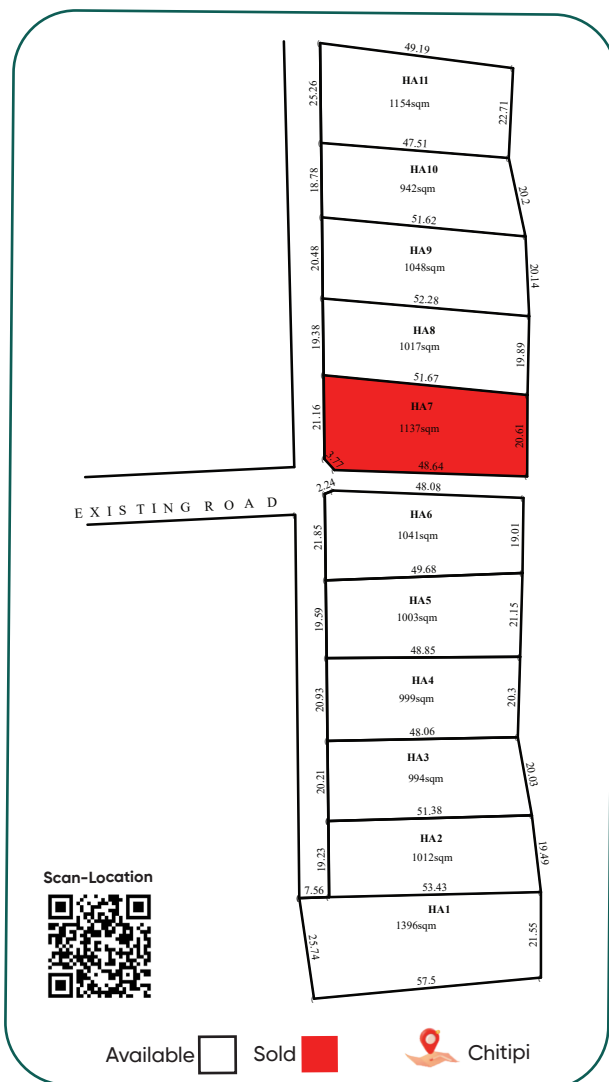 49.19
HA11
25.26
1154sqm
22.71
47.51
HA10
18.78
942sqm
20.2
51.62
HA9
20.48
1048sqm
20.14
52.28
HA8
19.38
1017sqm
19.89
51.67
HA7
21.16
1137sqm
20.61
3.77
48.64
2.24
48.08
EXISTING ROAD
HA6
21.85
1041sqm
19.01
49.68
HA5
19.59
1003sqm
21.15
48.85
HA4
20.93
999sqm
20.3
48.06
HA3
20.21
994sqm
20.03
51.38
HA2
19.23
1012sqm
19.49
Scan-Location
7.56
53.43
HA1
25.74
1396sqm
21.55
57.5
Available
Sold
Chitipi